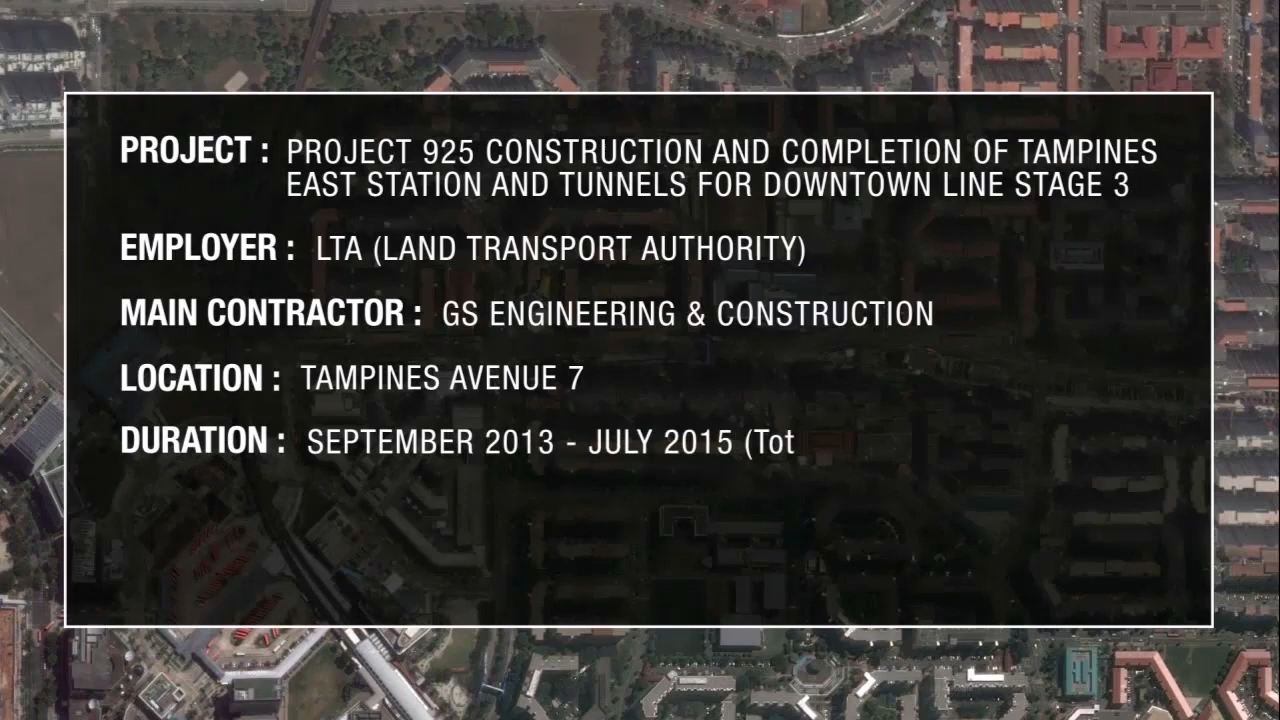 PROJECT : PROJECT 925 CONSTRUCTION AND COMPLETION OF TAMPINES
EAST STATION AND TUNNELS FOR DOWNTOWN LINE STAGE 3
EMPLOYER : LTA (LAND TRANSPORT AUTHORITY)
MAIN CONTRACTOR : GS ENGINEERING & CONSTRUCTION
LOCATION : TAMPINES AVENUE 7
DURATION : SEPTEMBER 2013 - JULY 2015 (Tot